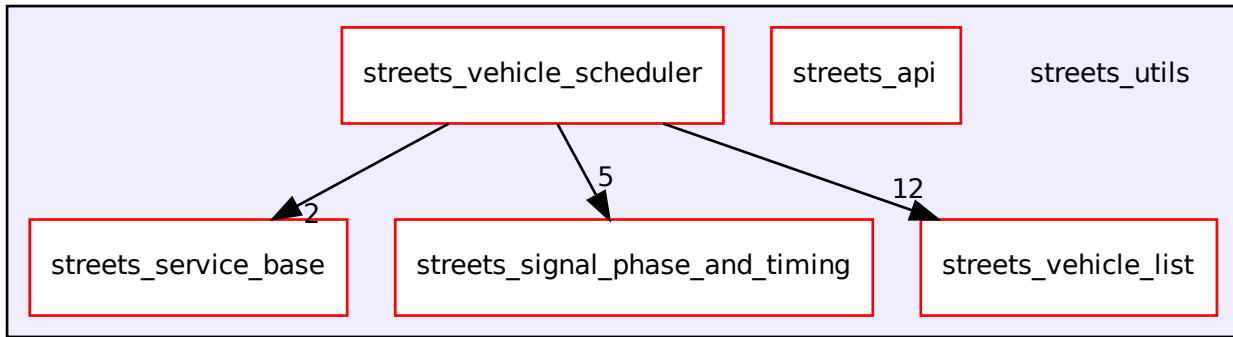 streets_vehicle_scheduler
streets_api
streets_utils
2
5
12
streets_service_base
streets_signal_phase_and_timing
streets_vehicle_list